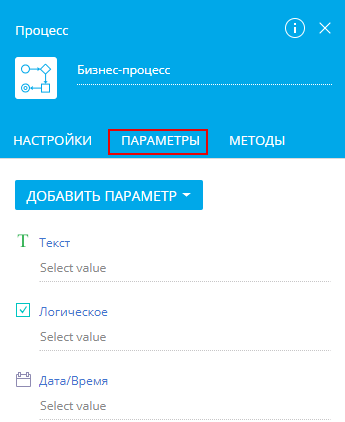 Процесс
Бизнес-процесс
НАСТРОЙКИ ПАРАМЕТРЫ МЕТОДЫ
ДОБАВИТЬ ПАРАМЕТР
Текст
Select value
Логическое
Select value
Дата/Время
Select value